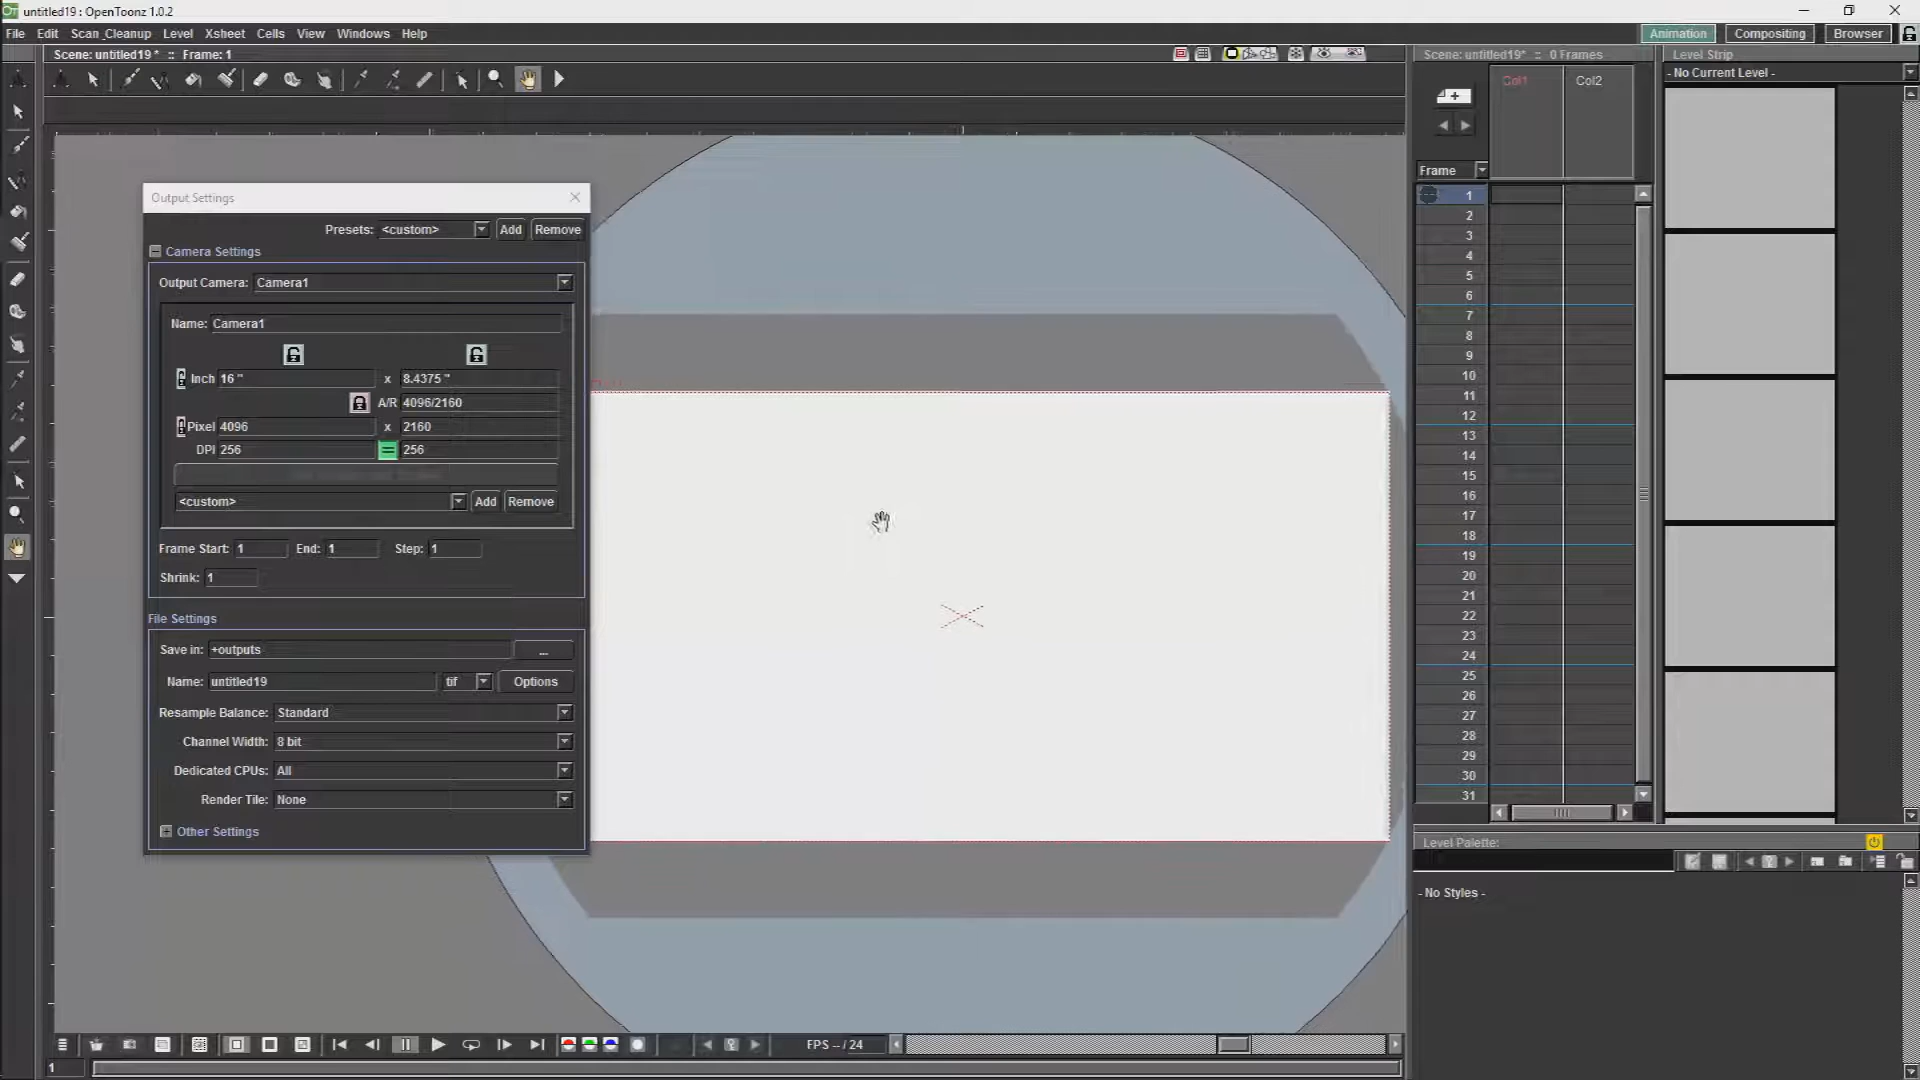 untitled19 : OpenToonz 1.0.2
File Edit Scan_Cleanup Level Xsheet Cells View Windows Help
Animation Compositing Browser
Scene: untitled19 * :: Frame: 1
Scene: untitled19* :: 0 Frames
Level Strip
- No Current Level -
Col1 Col2
Frame
1
2
3
4
5
6
7
8
9
10
11
12
13
14
15
16
17
18
19
20
21
22
23
24
25
26
27
28
29
30
31
Output Settings
Presets: <custom> Add Remove
Camera Settings
Output Camera: Camera1
Name: Camera1
Inch 16 " x 8.4375 "
A/R 4096/2160
Pixel 4096 x 2160
DPI 256 = 256
<custom> Add Remove
Frame Start: 1 End: 1 Step: 1
Shrink: 1
File Settings
Save in: +outputs ...
Name: untitled19 tif Options
Resample Balance: Standard
Channel Width: 8 bit
Dedicated CPUs: All
Render Tile: None
Other Settings
Level Palette:
- No Styles -
FPS -- / 24
1